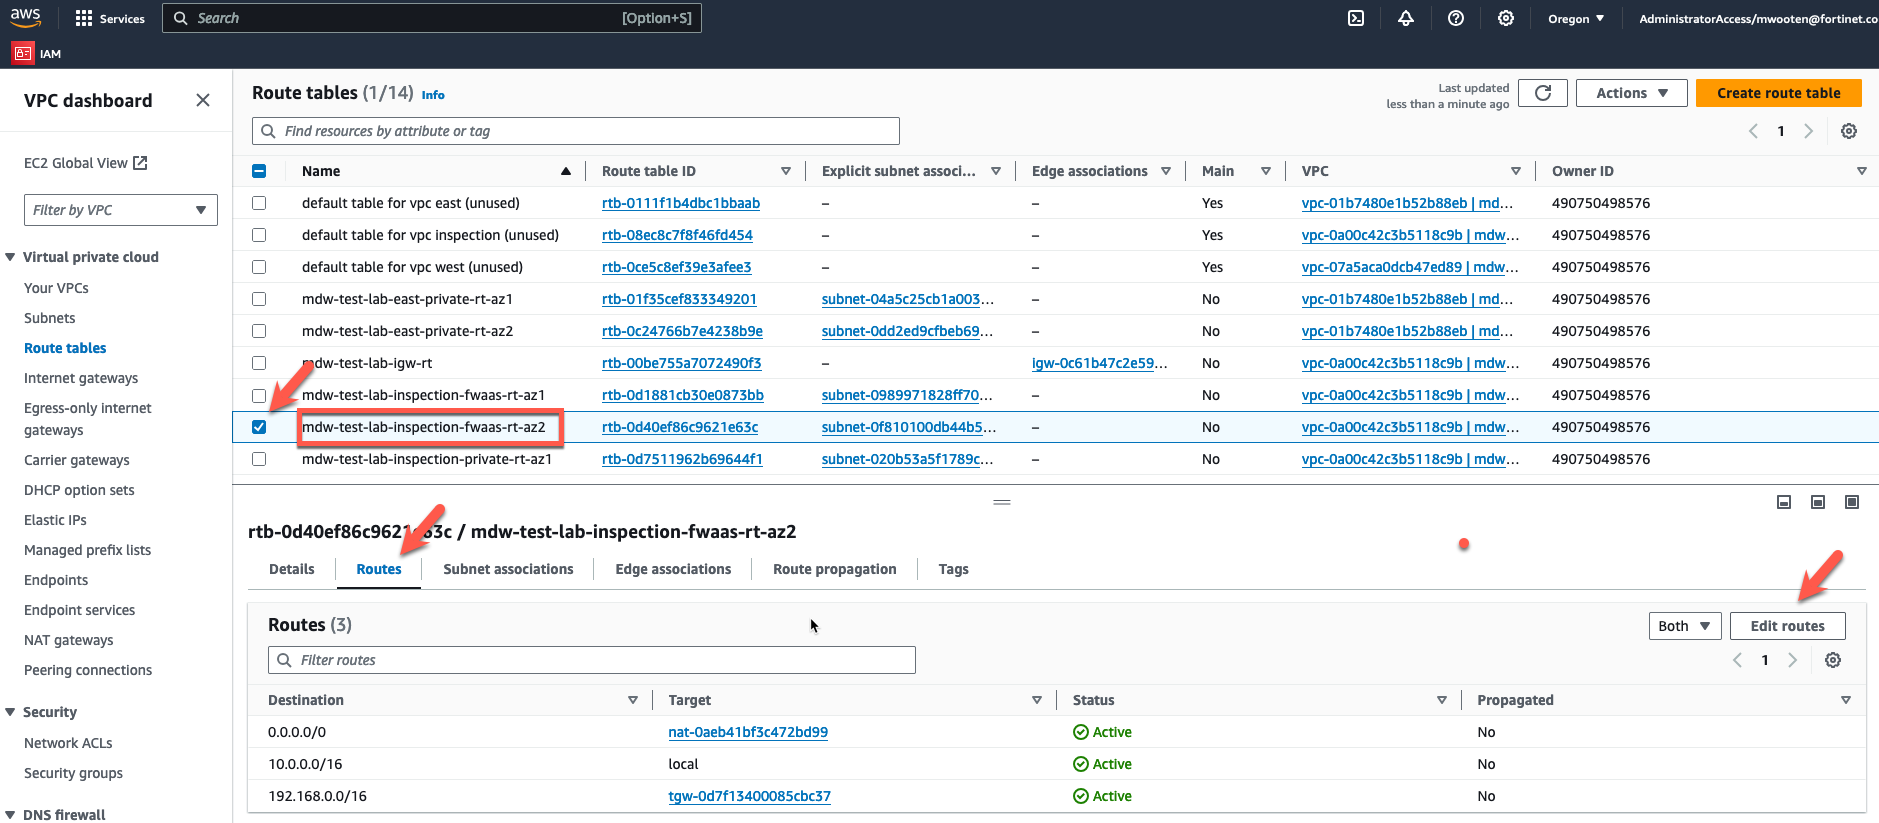 aws Services Search [Option+S] Oregon AdministratorAccess/mwooten@fortinet.co
IAM
VPC dashboard
EC2 Global View
Filter by VPC
Virtual private cloud
Your VPCs
Subnets
Route tables
Internet gateways
Egress-only internet
gateways
Carrier gateways
DHCP option sets
Elastic IPs
Managed prefix lists
Endpoints
Endpoint services
NAT gateways
Peering connections
Security
Network ACLs
Security groups
DNS firewall
Route tables (1/14) Info
Last updated
less than a minute ago
Actions
Create route table
Find resources by attribute or tag
1
Name Route table ID Explicit subnet associ... Edge associations Main VPC Owner ID
default table for vpc east (unused) rtb-0111f1b4dbc1bbaab – – Yes vpc-01b7480e1b52b88eb | md... 490750498576
default table for vpc inspection (unused) rtb-08ec8c7f8f46fd454 – – Yes vpc-0a00c42c3b5118c9b | mdw... 490750498576
default table for vpc west (unused) rtb-0ce5c8ef39e3afee3 – – Yes vpc-07a5aca0dcb47ed89 | mdw... 490750498576
mdw-test-lab-east-private-rt-az1 rtb-01f35cef833349201 subnet-04a5c25cb1a003... – No vpc-01b7480e1b52b88eb | md... 490750498576
mdw-test-lab-east-private-rt-az2 rtb-0c24766b7e4238b9e subnet-0dd2ed9cfbeb69... – No vpc-01b7480e1b52b88eb | md... 490750498576
mdw-test-lab-igw-rt rtb-00be755a7072490f3 – igw-0c61b47c2e59... No vpc-0a00c42c3b5118c9b | mdw... 490750498576
mdw-test-lab-inspection-fwaas-rt-az1 rtb-0d1881cb30e0873bb subnet-0989971828ff70... – No vpc-0a00c42c3b5118c9b | mdw... 490750498576
mdw-test-lab-inspection-fwaas-rt-az2 rtb-0d40ef86c9621e63c subnet-0f810100db44b5... – No vpc-0a00c42c3b5118c9b | mdw... 490750498576
mdw-test-lab-inspection-private-rt-az1 rtb-0d7511962b69644f1 subnet-020b53a5f1789c... – No vpc-0a00c42c3b5118c9b | mdw... 490750498576
rtb-0d40ef86c9621e63c / mdw-test-lab-inspection-fwaas-rt-az2
Details Routes Subnet associations Edge associations Route propagation Tags
Routes (3)
Both
Edit routes
Filter routes
1
Destination Target Status Propagated
0.0.0.0/0 nat-0aeb41bf3c472bd99 Active No
10.0.0.0/16 local Active No
192.168.0.0/16 tgw-0d7f13400085cbc37 Active No